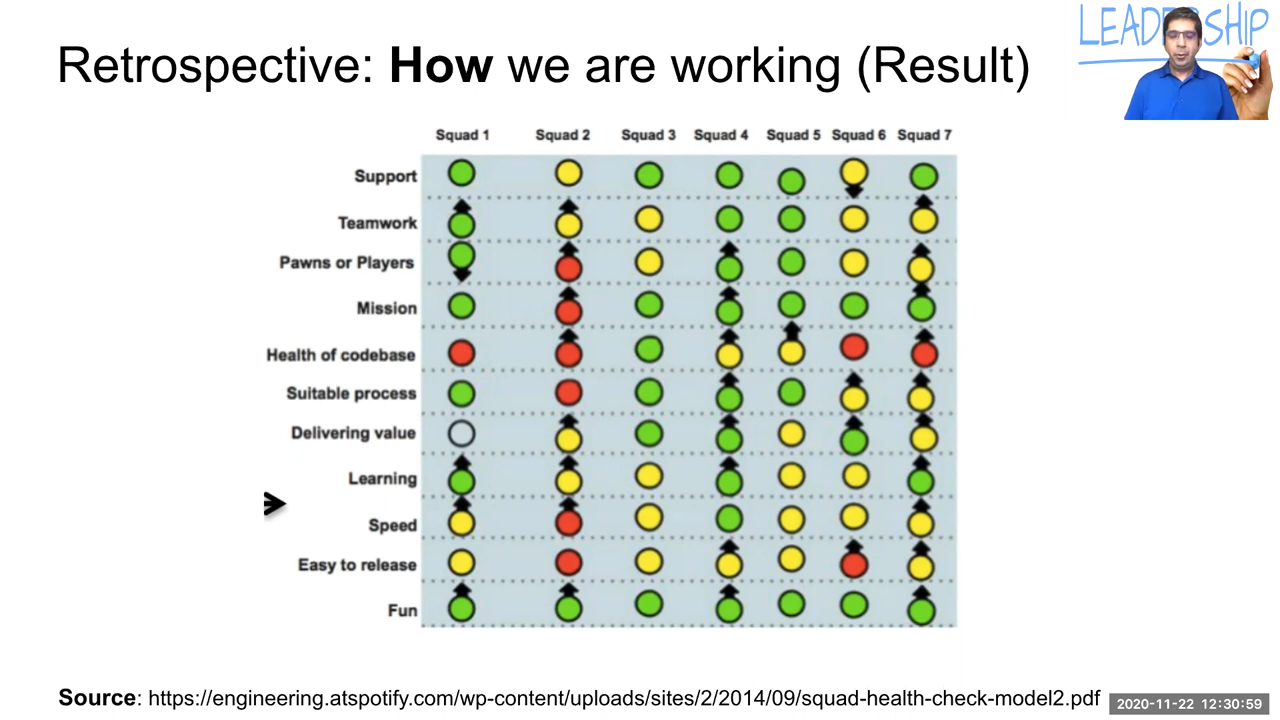 LEADERSHIP
Retrospective: How we are working (Result)
Squad 1 Squad 2 Squad 3 Squad 4 Squad 5 Squad 6 Squad 7
Support
Teamwork
Pawns or Players
Mission
Health of codebase
Suitable process
Delivering value
Learning
Speed
Easy to release
Fun
Source: https://engineering.atspotify.com/wp-content/uploads/sites/2/2014/09/squad-health-check-model2.pdf
2020-11-22 12:30:59